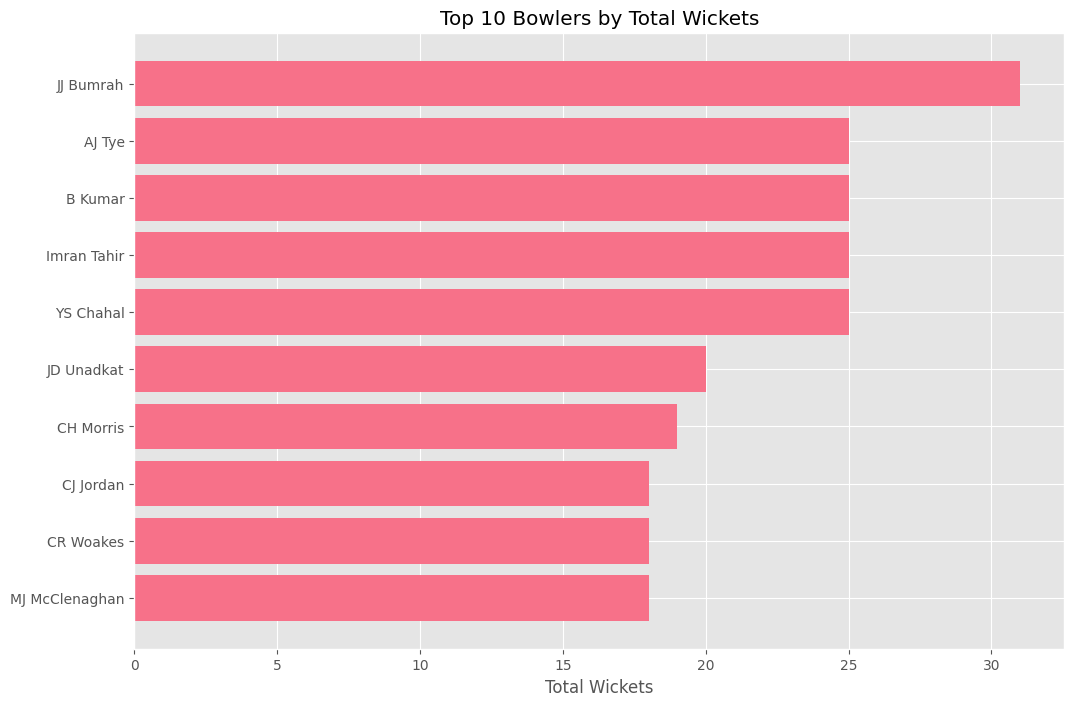 Top 10 Bowlers by Total Wickets
JJ Bumrah
AJ Tye
B Kumar
Imran Tahir
YS Chahal
JD Unadkat
CH Morris
CJ Jordan
CR Woakes
MJ McClenaghan
0 5 10 15 20 25 30
Total Wickets